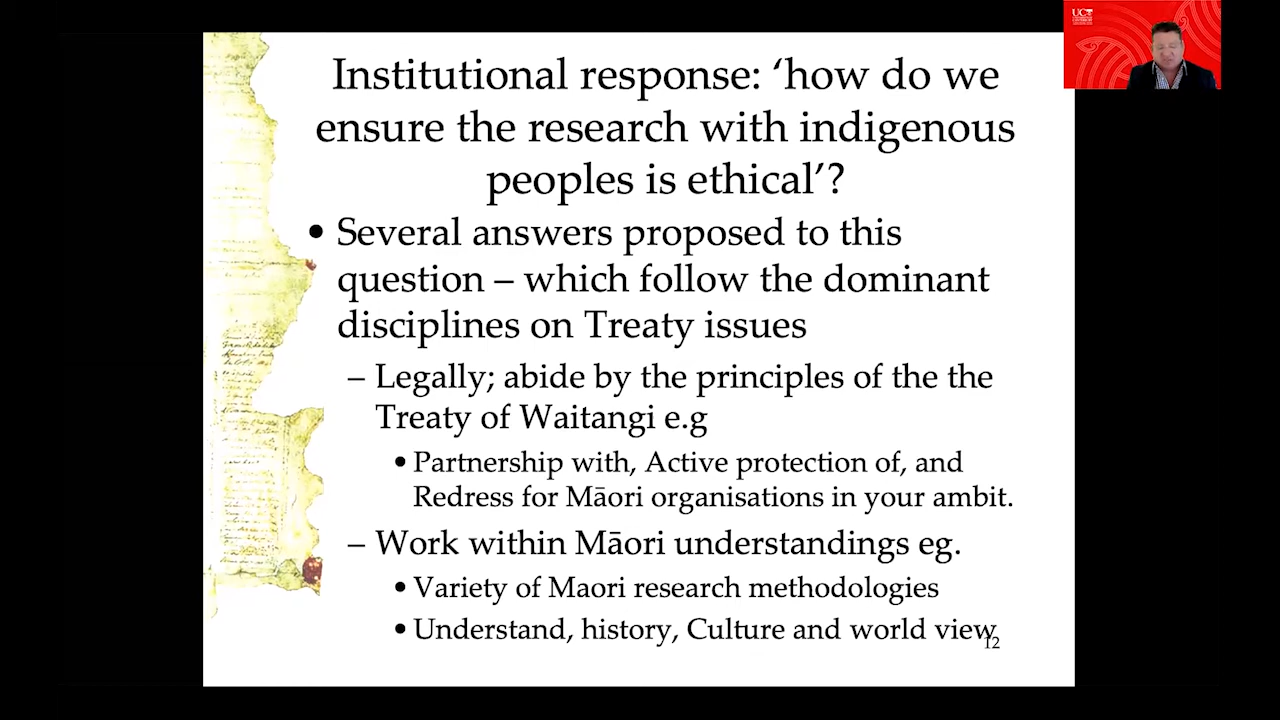 UC
Institutional response: ‘how do we
ensure the research with indigenous
peoples is ethical’?
• Several answers proposed to this
question – which follow the dominant
disciplines on Treaty issues
– Legally; abide by the principles of the the
Treaty of Waitangi e.g
• Partnership with, Active protection of, and
Redress for Māori organisations in your ambit.
– Work within Māori understandings eg.
• Variety of Maori research methodologies
• Understand, history, Culture and world view
12